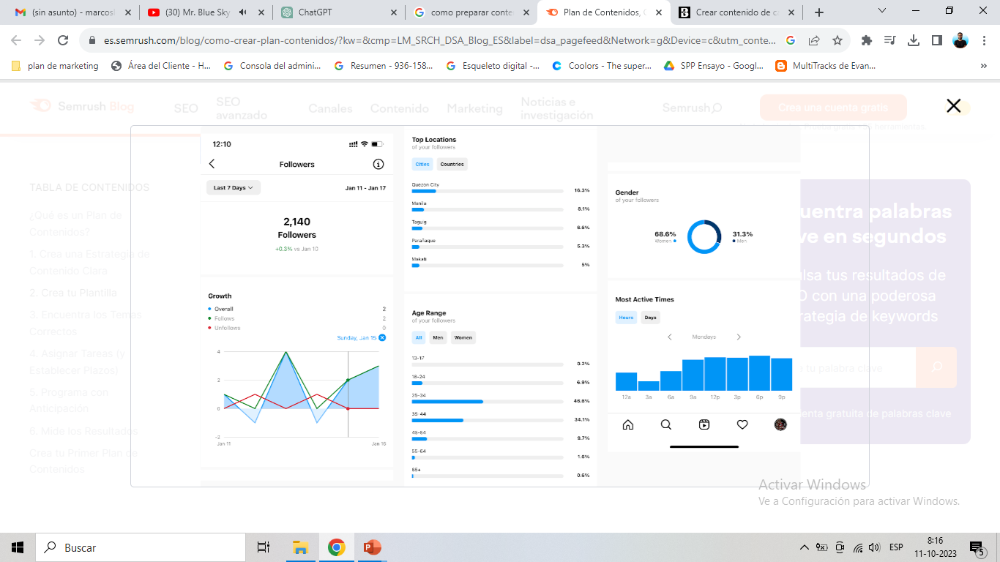 (sin asunto) - marcosl
(30) Mr. Blue Sky
ChatGPT
como preparar conte
Plan de Contenidos, C
Crear contenido de c
es.semrush.com/blog/como-crear-plan-contenidos/?kw=&cmp=LM_SRCH_DSA_Blog_ES&label=dsa_pagefeed&Network=g&Device=c&utm_conte...
plan de marketing
Área del Cliente - H...
Consola del admini...
Resumen - 936-158...
Esqueleto digital -...
Coolors - The super...
SPP Ensayo - Googl...
MultiTracks de Evan...
»
Semrush Blog
SEO
SEO
avanzado
Canales
Contenido
Marketing
Noticias e
investigación
Semrush
Crea una cuenta gratis
TABLA DE CONTENIDOS
¿Qué es un Plan de
Contenidos?
1. Crea una Estrategia de
Contenido Clara
2. Crea tu Plantilla
3. Encuentra los Temas
Correctos
4. Asignar Tareas (y
Establecer Plazos)
5. Programa con
Anticipación
6. Mide los Resultados
Crea tu Primer Plan de
Contenidos
12:10
Followers
Last 7 Days
Jan 11 - Jan 17
2,140
Followers
+0.3% vs Jan 10
Growth
Overall 2
Follows 2
Unfollows 0
Sunday, Jan 15
4
2
0
-2
Jan 11
Jan 16
Top Locations
of your followers
Cities
Countries
Quezon City
16.3%
Manila
8.1%
Taguig
6.6%
Parañaque
5.3%
Makati
5%
Age Range
of your followers
All
Men
Women
13-17
0.2%
18-24
6.9%
25-34
46.6%
35-44
34.1%
45-54
9.7%
55-64
1.6%
65+
0.6%
Gender
of your followers
68.6%
Women
31.3%
Men
Most Active Times
Hours
Days
Mondays
12a 3a 6a 9a 12p 3p 6p 9p
uentra palabras
ve en segundos
ulsa tus resultados de
O con una poderosa
rategia de keywords
tu palabra clave
enta gratuita de palabras clave
Activar Windows
Ve a Configuración para activar Windows.
Buscar
ESP
8:16
11-10-2023
5